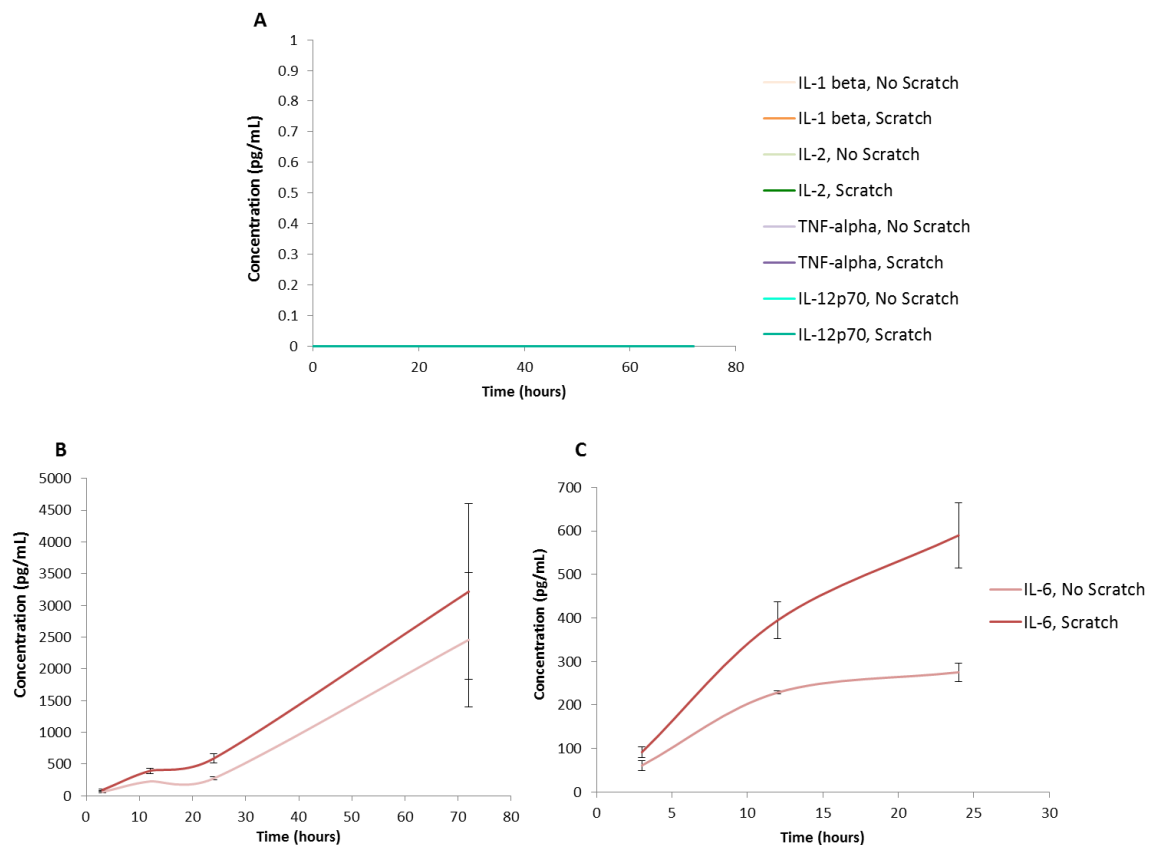 A
Concentration (pg/mL)
1
0.9
0.8
0.7
0.6
0.5
0.4
0.3
0.2
0.1
0
0 20 40 60 80
Time (hours)
IL-1 beta, No Scratch
IL-1 beta, Scratch
IL-2, No Scratch
IL-2, Scratch
TNF-alpha, No Scratch
TNF-alpha, Scratch
IL-12p70, No Scratch
IL-12p70, Scratch
B
Concentration (pg/mL)
5000
4500
4000
3500
3000
2500
2000
1500
1000
500
0
0 10 20 30 40 50 60 70 80
Time (hours)
C
Concentration (pg/mL)
700
600
500
400
300
200
100
0
0 5 10 15 20 25 30
Time (hours)
IL-6, No Scratch
IL-6, Scratch